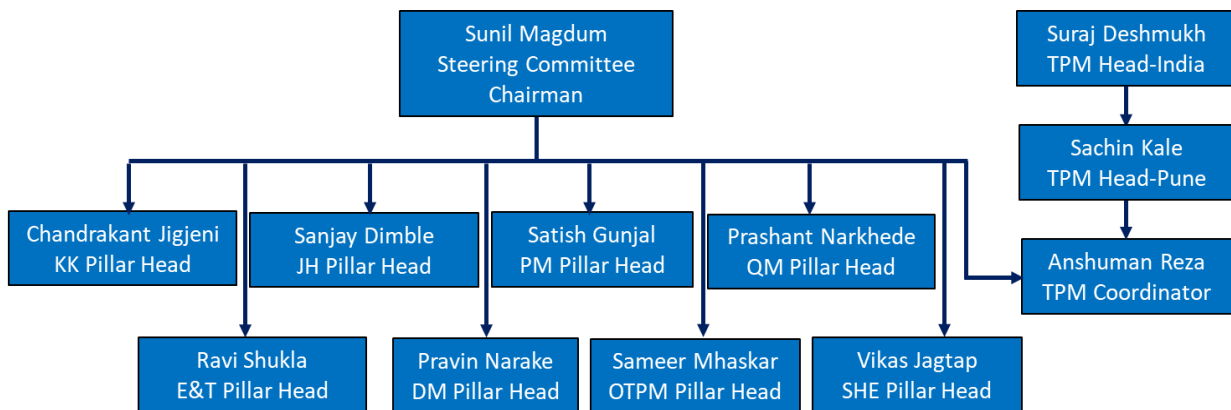 Sunil Magdum
Steering Committee
Chairman
Suraj Deshmukh
TPM Head-India
Sachin Kale
TPM Head-Pune
Chandrakant Jigjeni
KK Pillar Head
Sanjay Dimble
JH Pillar Head
Satish Gunjal
PM Pillar Head
Prashant Narkhede
QM Pillar Head
Anshuman Reza
TPM Coordinator
Ravi Shukla
E&T Pillar Head
Pravin Narake
DM Pillar Head
Sameer Mhaskar
OTPM Pillar Head
Vikas Jagtap
SHE Pillar Head